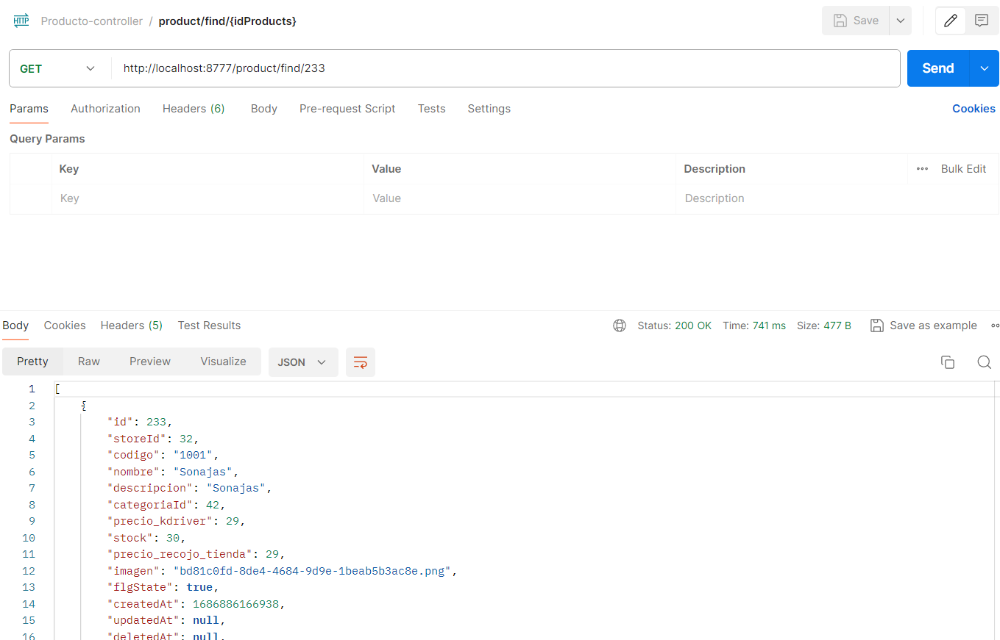 HTTP Producto-controller / product/find/{idProducts} Save
GET http://localhost:8777/product/find/233 Send
Params Authorization Headers (6) Body Pre-request Script Tests Settings Cookies
Query Params
Key Value Description ••• Bulk Edit
Key Value Description
Body Cookies Headers (5) Test Results Status: 200 OK Time: 741 ms Size: 477 B Save as example
Pretty Raw Preview Visualize JSON
1 [
2 {
3 "id": 233,
4 "storeId": 32,
5 "codigo": "1001",
6 "nombre": "Sonajas",
7 "descripcion": "Sonajas",
8 "categoriaId": 42,
9 "precio_kdriver": 29,
10 "stock": 30,
11 "precio_recojo_tienda": 29,
12 "imagen": "bd81c0fd-8de4-4684-9d9e-1beab5b3ac8e.png",
13 "flgState": true,
14 "createdAt": 1686886166938,
15 "updatedAt": null,
16 "deletedAt": null,